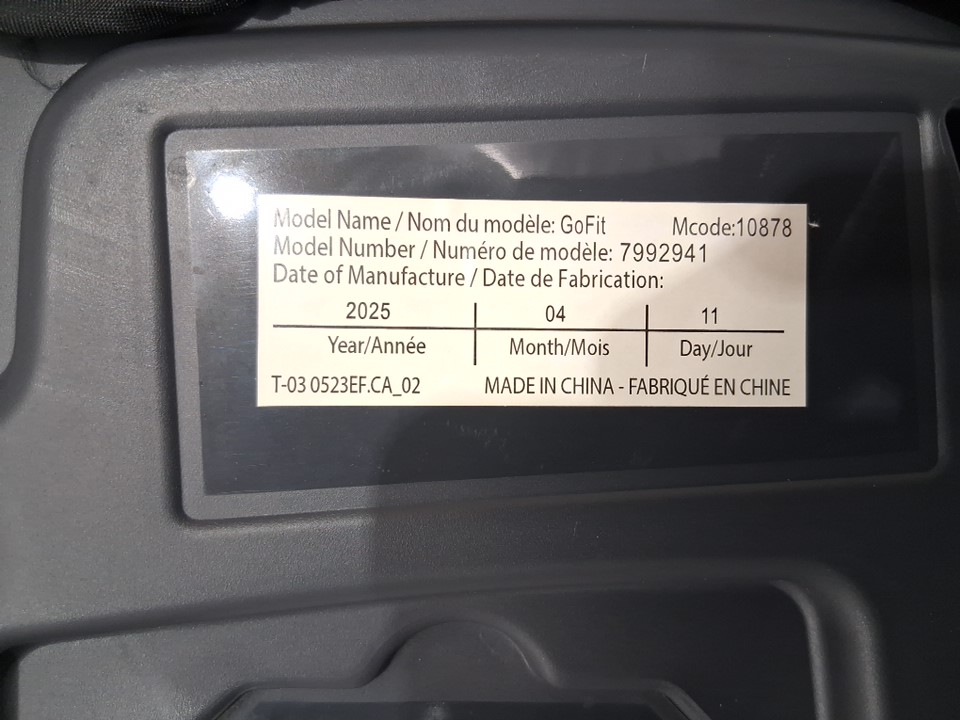 Model Name / Nom du modèle: GoFit Mcode:10878
Model Number / Numéro de modèle: 7992941
Date of Manufacture / Date de Fabrication:
2025 04 11
Year/Année Month/Mois Day/Jour
T-03 0523EF.CA_02 MADE IN CHINA - FABRIQUÉ EN CHINE